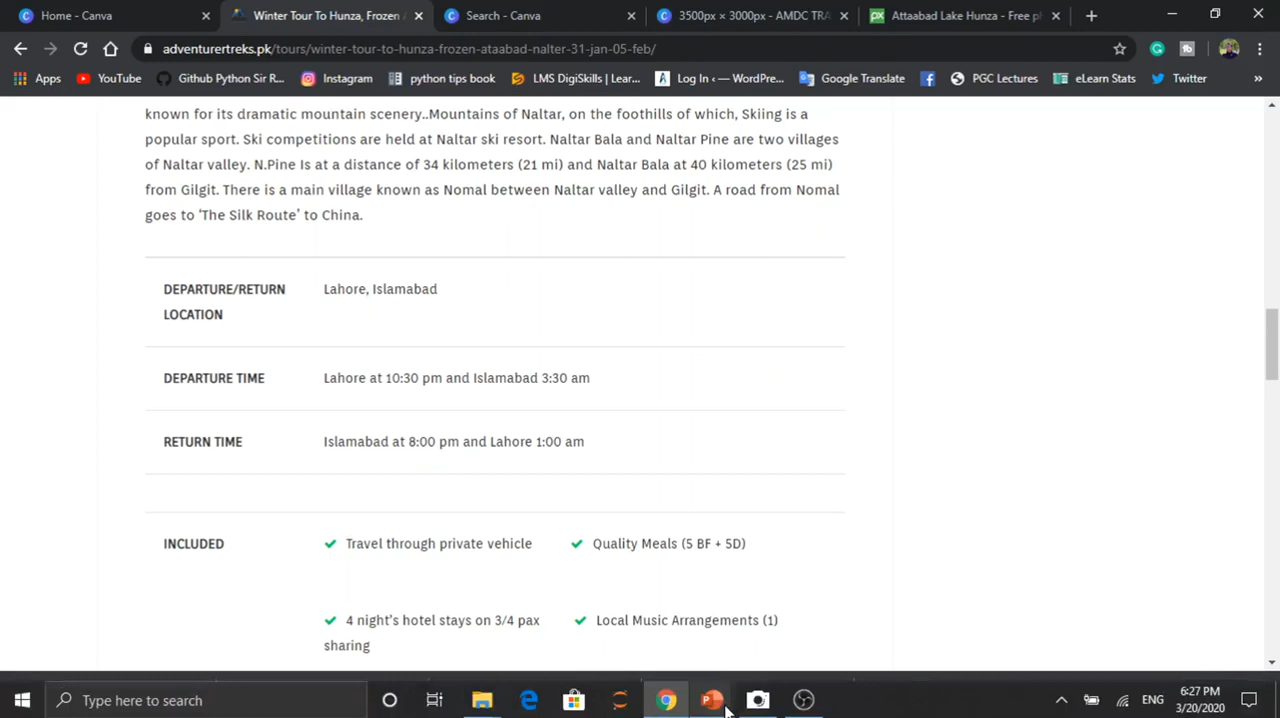 Home - Canva
Winter Tour To Hunza, Frozen
Search - Canva
3500px × 3000px - AMDC TRA
Attaabad Lake Hunza - Free ph
adventurertreks.pk/tours/winter-tour-to-hunza-frozen-ataabad-nalter-31-jan-05-feb/
Apps YouTube Github Python Sir R... Instagram python tips book LMS DigiSkills | Lear... Log In ‹ — WordPre... Google Translate PGC Lectures eLearn Stats Twitter »
known for its dramatic mountain scenery..Mountains of Naltar, on the foothills of which, Skiing is a
popular sport. Ski competitions are held at Naltar ski resort. Naltar Bala and Naltar Pine are two villages
of Naltar valley. N.Pine Is at a distance of 34 kilometers (21 mi) and Naltar Bala at 40 kilometers (25 mi)
from Gilgit. There is a main village known as Nomal between Naltar valley and Gilgit. A road from Nomal
goes to ‘The Silk Route’ to China.
DEPARTURE/RETURN
LOCATION
Lahore, Islamabad
DEPARTURE TIME
Lahore at 10:30 pm and Islamabad 3:30 am
RETURN TIME
Islamabad at 8:00 pm and Lahore 1:00 am
INCLUDED
Travel through private vehicle
Quality Meals (5 BF + 5D)
4 night’s hotel stays on 3/4 pax
sharing
Local Music Arrangements (1)
Type here to search
ENG
6:27 PM
3/20/2020